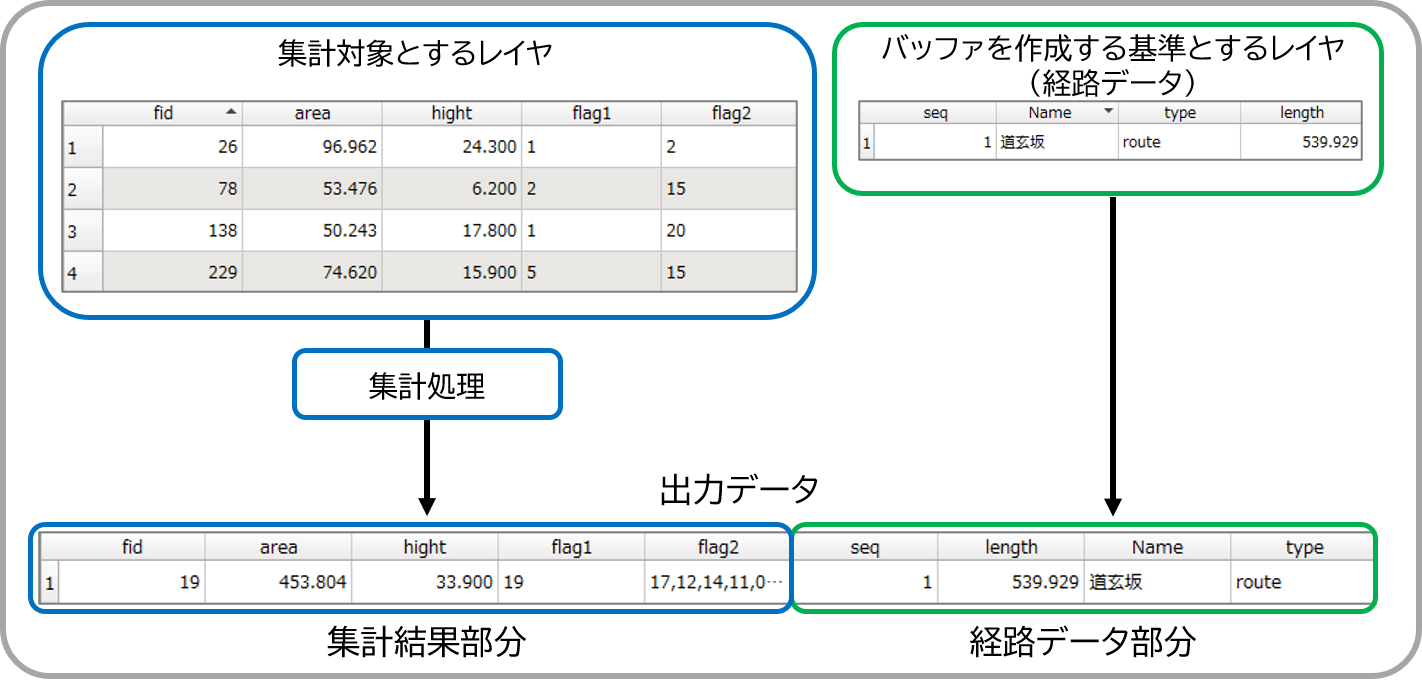 集計対象とするレイヤ
fid area hight flag1 flag2
1 26 96.962 24.300 1 2
2 78 53.476 6.200 2 15
3 138 50.243 17.800 1 20
4 229 74.620 15.900 5 15
バッファを作成する基準とするレイヤ
（経路データ）
seq Name type length
1 1 道玄坂 route 539.929
集計処理
出力データ
fid area hight flag1 flag2 seq length Name type
1 19 453.804 33.900 19 17,12,14,11,0… 1 539.929 道玄坂 route
集計結果部分
経路データ部分